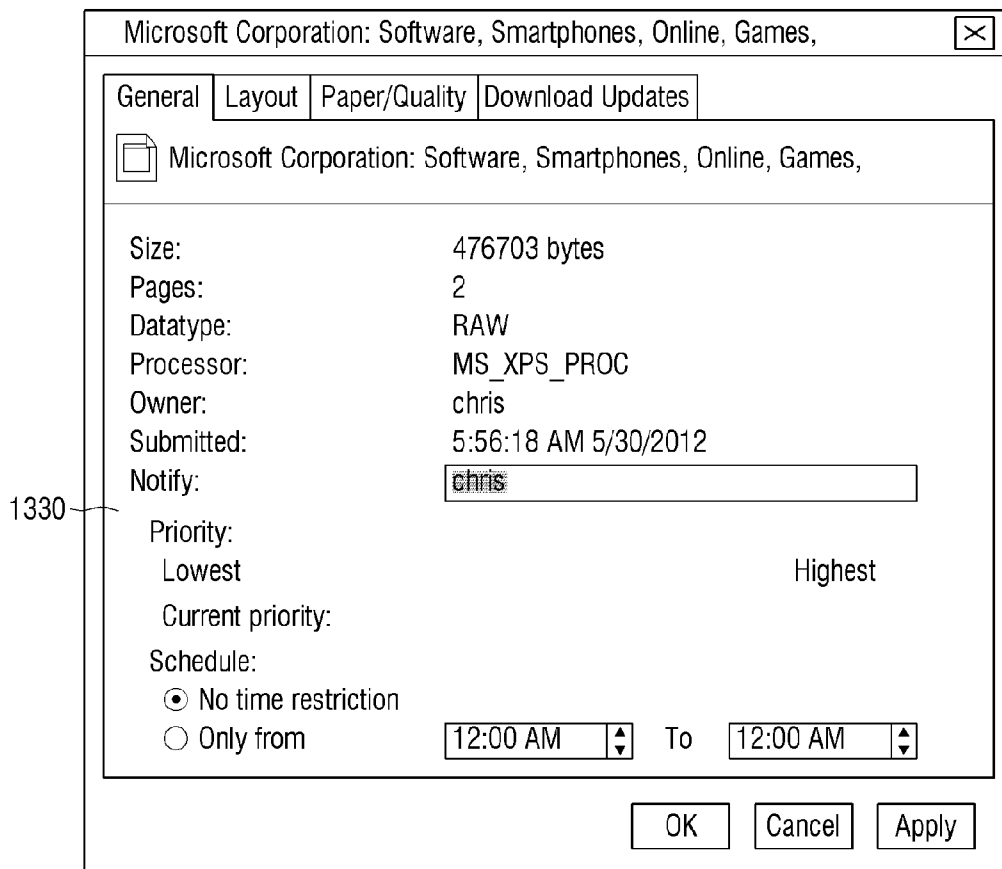 Microsoft Corporation: Software, Smartphones, Online, Games,
General Layout Paper/Quality Download Updates
Microsoft Corporation: Software, Smartphones, Online, Games,
Size: 476703 bytes
Pages: 2
Datatype: RAW
Processor: MS_XPS_PROC
Owner: chris
Submitted: 5:56:18 AM 5/30/2012
Notify: chris
1330
Priority:
Lowest Highest
Current priority:
Schedule:
No time restriction
Only from 12:00 AM To 12:00 AM
OK Cancel Apply